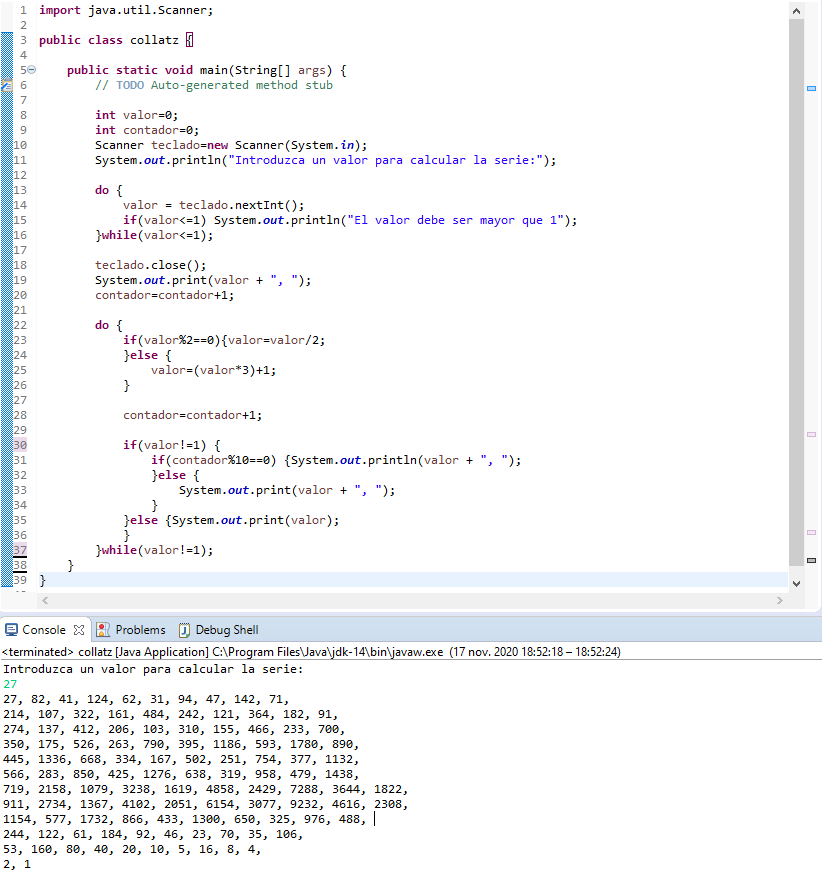 1 import java.util.Scanner;
2
3 public class collatz {
4
5 public static void main(String[] args) {
6 // TODO Auto-generated method stub
7
8 int valor=0;
9 int contador=0;
10 Scanner teclado=new Scanner(System.in);
11 System.out.println("Introduzca un valor para calcular la serie:");
12
13 do {
14 valor = teclado.nextInt();
15 if(valor<=1) System.out.println("El valor debe ser mayor que 1");
16 }while(valor<=1);
17
18 teclado.close();
19 System.out.print(valor + ", ");
20 contador=contador+1;
21
22 do {
23 if(valor%2==0){valor=valor/2;
24 }else {
25 valor=(valor*3)+1;
26 }
27
28 contador=contador+1;
29
30 if(valor!=1) {
31 if(contador%10==0) {System.out.println(valor + ", ");
32 }else {
33 System.out.print(valor + ", ");
34 }
35 }else {System.out.print(valor);
36 }
37 }while(valor!=1);
38 }
39 }
Console Problems Debug Shell
<terminated> collatz [Java Application] C:\Program Files\Java\jdk-14\bin\javaw.exe (17 nov. 2020 18:52:18 – 18:52:24)
Introduzca un valor para calcular la serie:
27
27, 82, 41, 124, 62, 31, 94, 47, 142, 71,
214, 107, 322, 161, 484, 242, 121, 364, 182, 91,
274, 137, 412, 206, 103, 310, 155, 466, 233, 700,
350, 175, 526, 263, 790, 395, 1186, 593, 1780, 890,
445, 1336, 668, 334, 167, 502, 251, 754, 377, 1132,
566, 283, 850, 425, 1276, 638, 319, 958, 479, 1438,
719, 2158, 1079, 3238, 1619, 4858, 2429, 7288, 3644, 1822,
911, 2734, 1367, 4102, 2051, 6154, 3077, 9232, 4616, 2308,
1154, 577, 1732, 866, 433, 1300, 650, 325, 976, 488,
244, 122, 61, 184, 92, 46, 23, 70, 35, 106,
53, 160, 80, 40, 20, 10, 5, 16, 8, 4,
2, 1